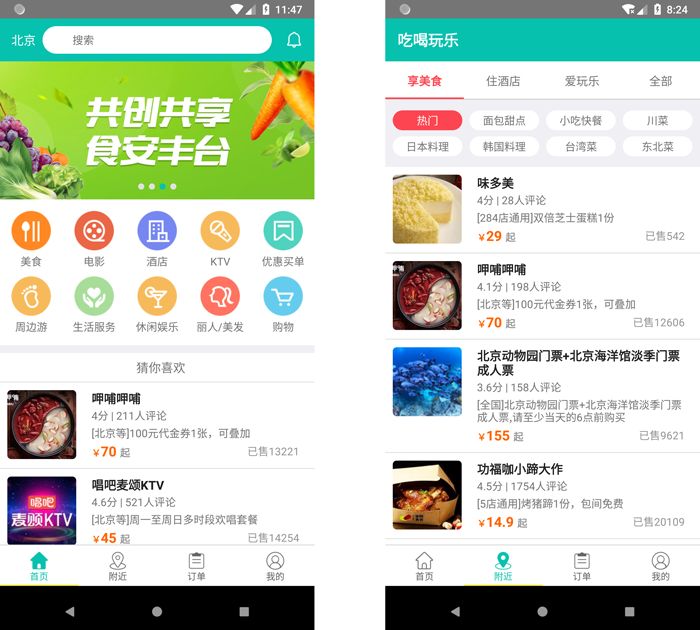 11:47
北京
搜索
共创共享
食安丰台
美食
电影
酒店
KTV
优惠买单
周边游
生活服务
休闲娱乐
丽人/美发
购物
猜你喜欢
呷哺呷哺
4分 | 211人评论
[北京等]100元代金券1张，可叠加
¥70 起
已售13221
唱吧
麦颂KTV
唱吧麦颂KTV
4.6分 | 521人评论
[北京等]周一至周日多时段欢唱套餐
¥45 起
已售14254
首页
附近
订单
我的
8:24
吃喝玩乐
享美食
住酒店
爱玩乐
全部
热门
面包甜点
小吃快餐
川菜
日本料理
韩国料理
台湾菜
东北菜
味多美
4分 | 28人评论
[284店通用]双倍芝士蛋糕1份
¥29 起
已售542
呷哺呷哺
4.1分 | 198人评论
[北京等]100元代金券1张，可叠加
¥70 起
已售12606
北京动物园门票+北京海洋馆淡季门票
成人票
3.6分 | 158人评论
[全国]北京动物园门票+北京海洋馆淡季门票
成人票,请至少当天的6点前购买
¥155 起
已售9621
功福咖小蹄大作
4.5分 | 1754人评论
[5店通用]烤猪蹄1份，包间免费
¥14.9 起
已售20109
首页
附近
订单
我的